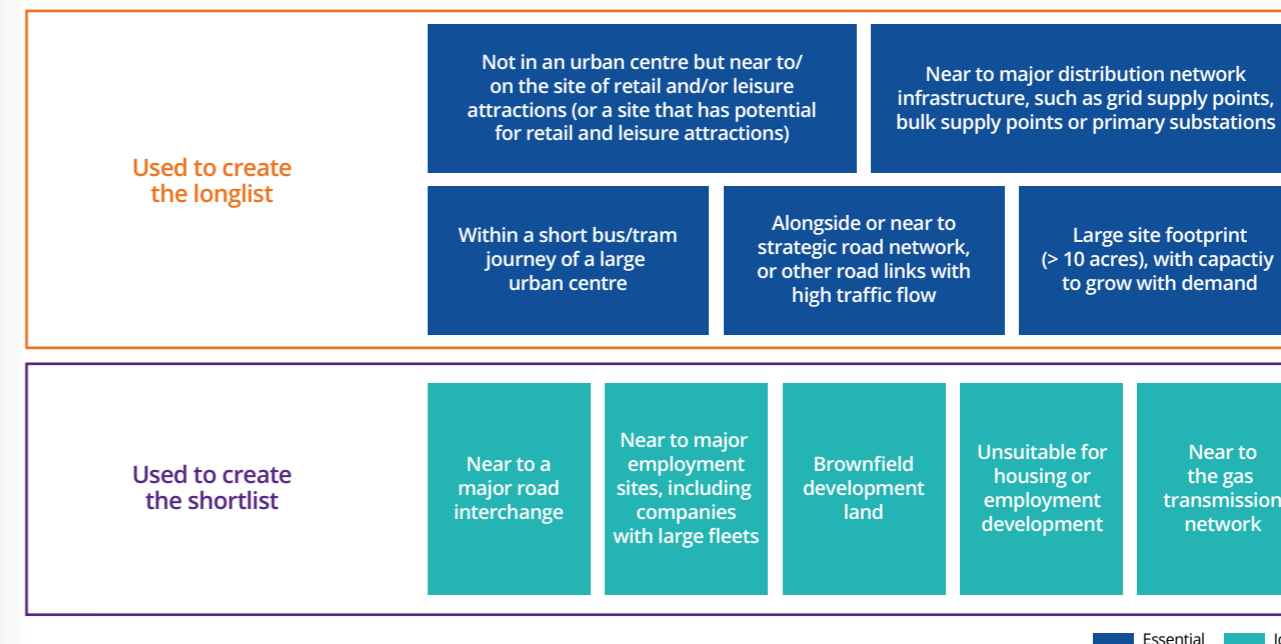 Not in an urban centre but near to/
on the site of retail and/or leisure
attractions (or a site that has potential
for retail and leisure attractions)
Near to major distribution network
infrastructure, such as grid supply points,
bulk supply points or primary substations
Used to create
the longlist
Within a short bus/tram
journey of a large
urban centre
Alongside or near to
strategic road network,
or other road links with
high traffic flow
Large site footprint
(> 10 acres), with capactiy
to grow with demand
Used to create
the shortlist
Near to a
major road
interchange
Near to major
employment
sites, including
companies
with large fleets
Brownfield
development
land
Unsuitable for
housing or
employment
development
Near to
the gas
transmission
network
Essential